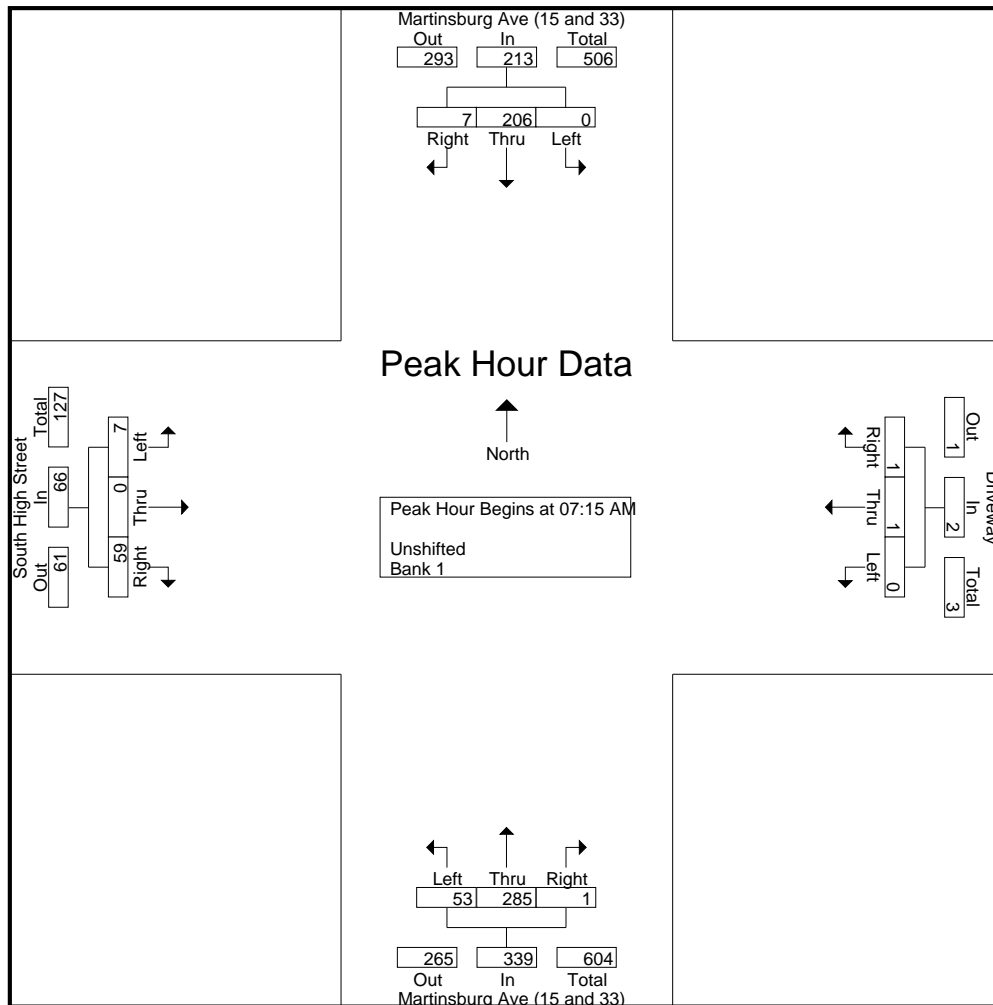 Martinsburg Ave (15 and 33)
Out In Total
293 213 506
7 206 0
Right Thru Left
Peak Hour Data
North
Peak Hour Begins at 07:15 AM
Unshifted
Bank 1
South High Street
Out In Total
61 66 127
7 0 59
Left Thru Right
Driveway
Out In Total
1 2 3
Right Thru Left
1 1 0
Left Thru Right
53 285 1
265 339 604
Out In Total
Martinsburg Ave (15 and 33)